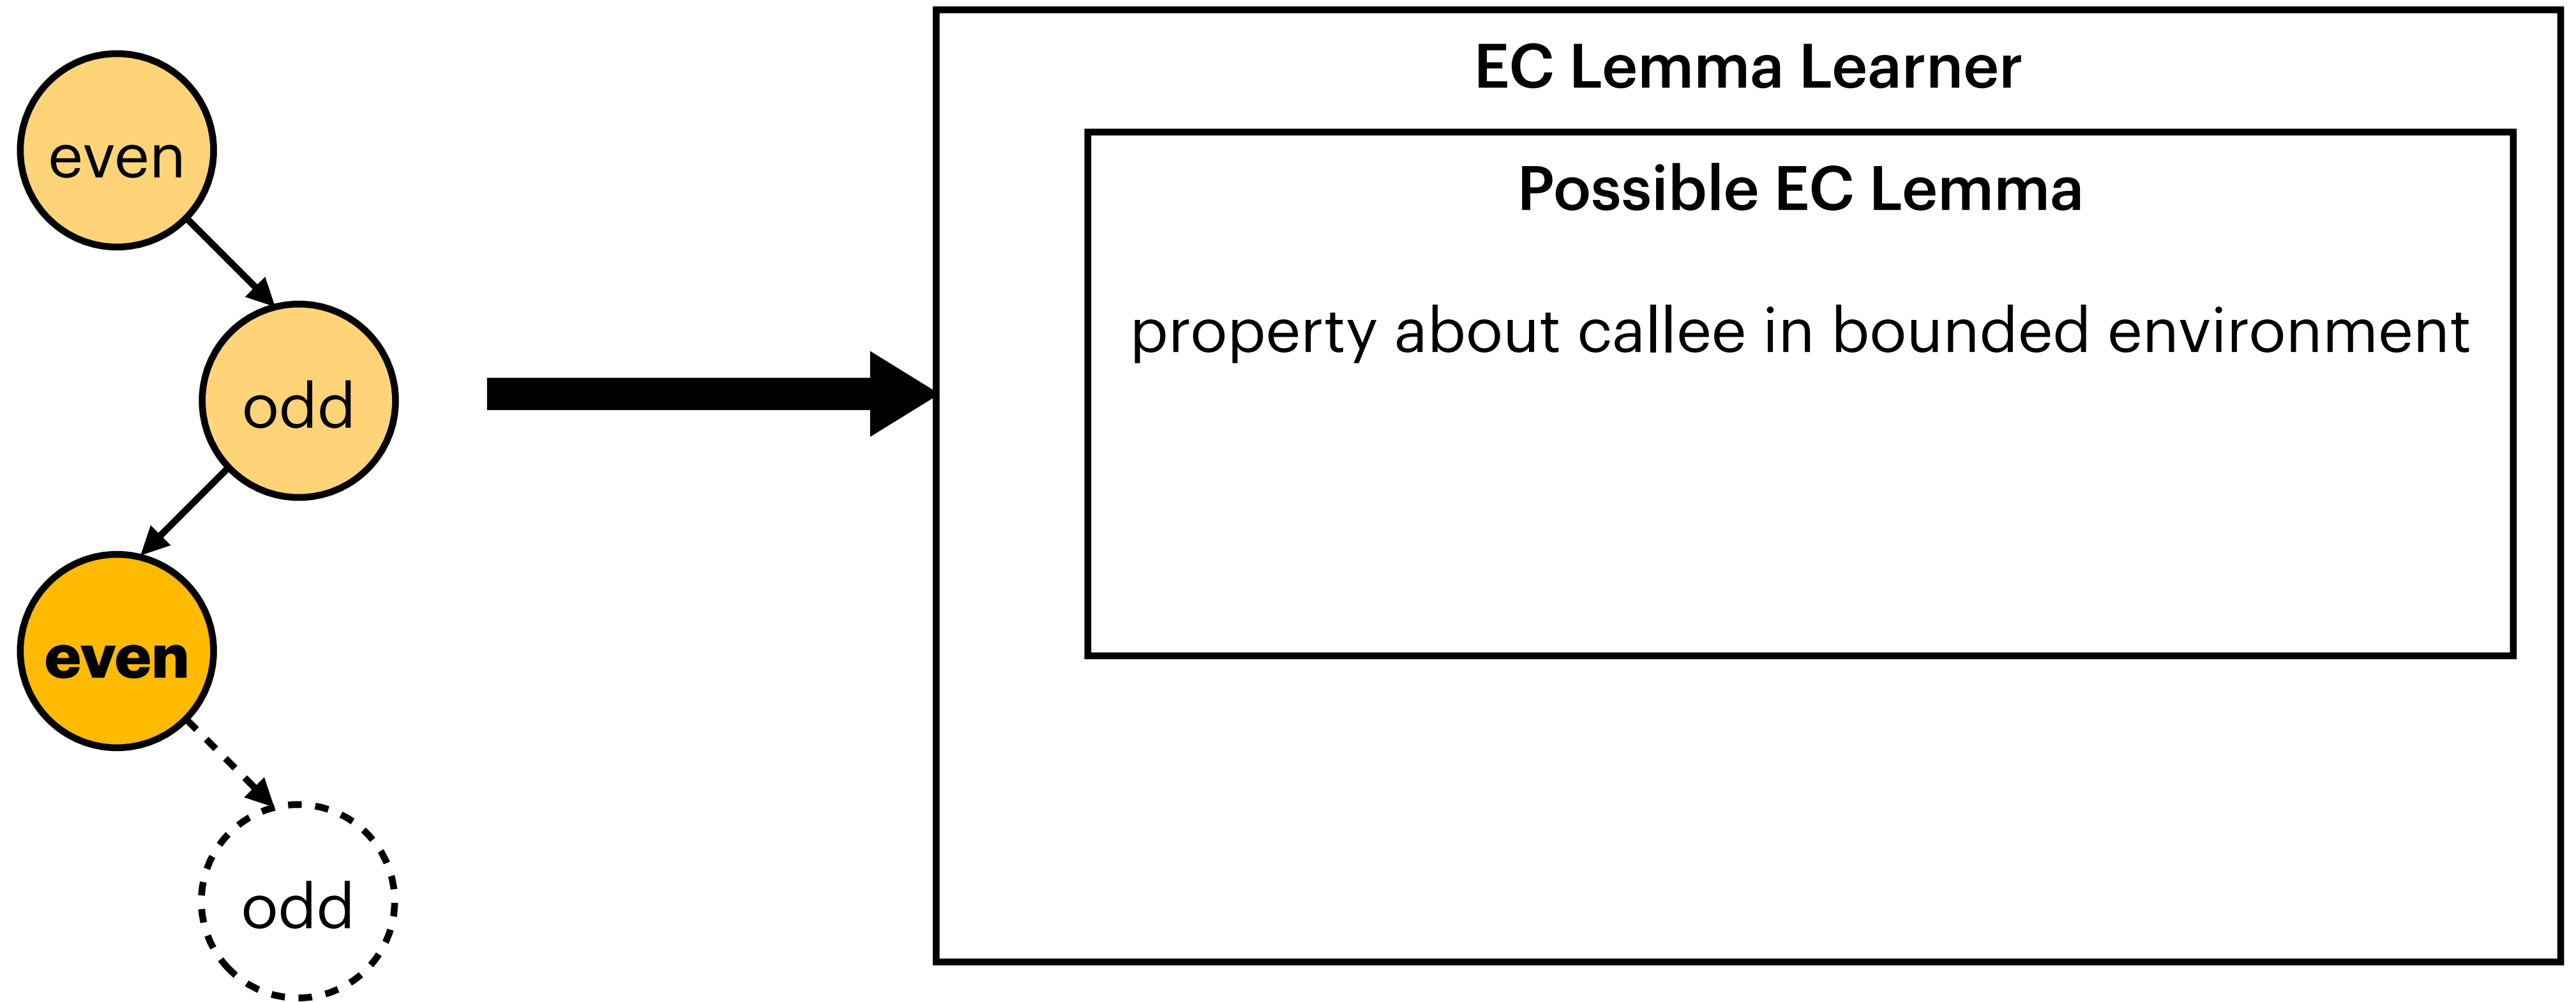 even
odd
even
odd
EC Lemma Learner
Possible EC Lemma
property about callee in bounded environment